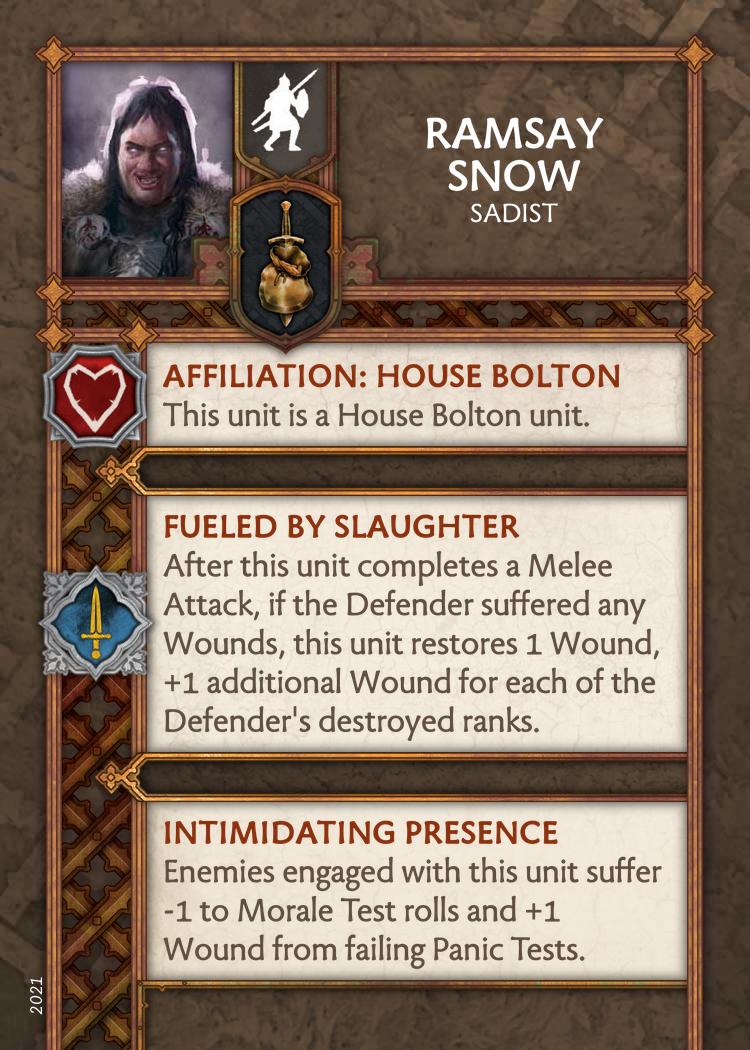 RAMSAY
SNOW
SADIST
AFFILIATION: HOUSE BOLTON
This unit is a House Bolton unit.
FUELED BY SLAUGHTER
After this unit completes a Melee
Attack, if the Defender suffered any
Wounds, this unit restores 1 Wound,
+1 additional Wound for each of the
Defender's destroyed ranks.
INTIMIDATING PRESENCE
Enemies engaged with this unit suffer
-1 to Morale Test rolls and +1
Wound from failing Panic Tests.
2021